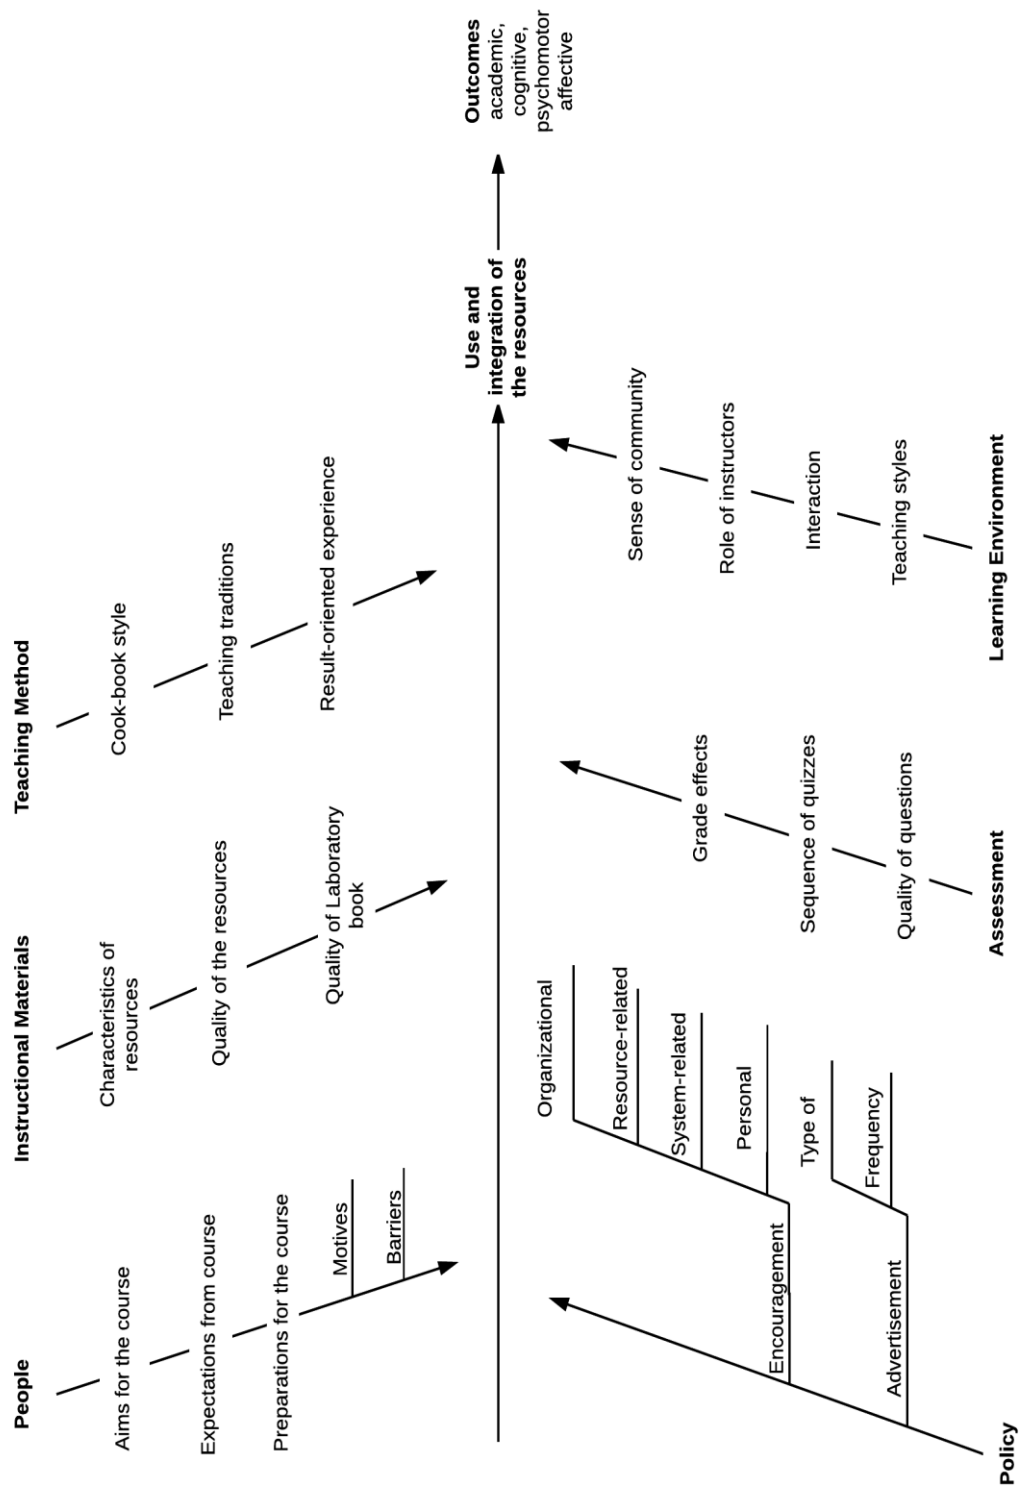 People
Aims for the course
Expectations from course
Preparations for the course
Motives
Barriers
Instructional Materials
Characteristics of
resources
Quality of the resources
Quality of Laboratory
book
Teaching Method
Cook-book style
Teaching traditions
Result-oriented experience
Use and
integration of
the resources
Outcomes
academic,
cognitive,
psychomotor
affective
Policy
Encouragement
Organizational
Resource-related
System-related
Personal
Advertisement
Type of
Frequency
Assessment
Grade effects
Sequence of quizzes
Quality of questions
Learning Environment
Sense of community
Role of instructors
Interaction
Teaching styles